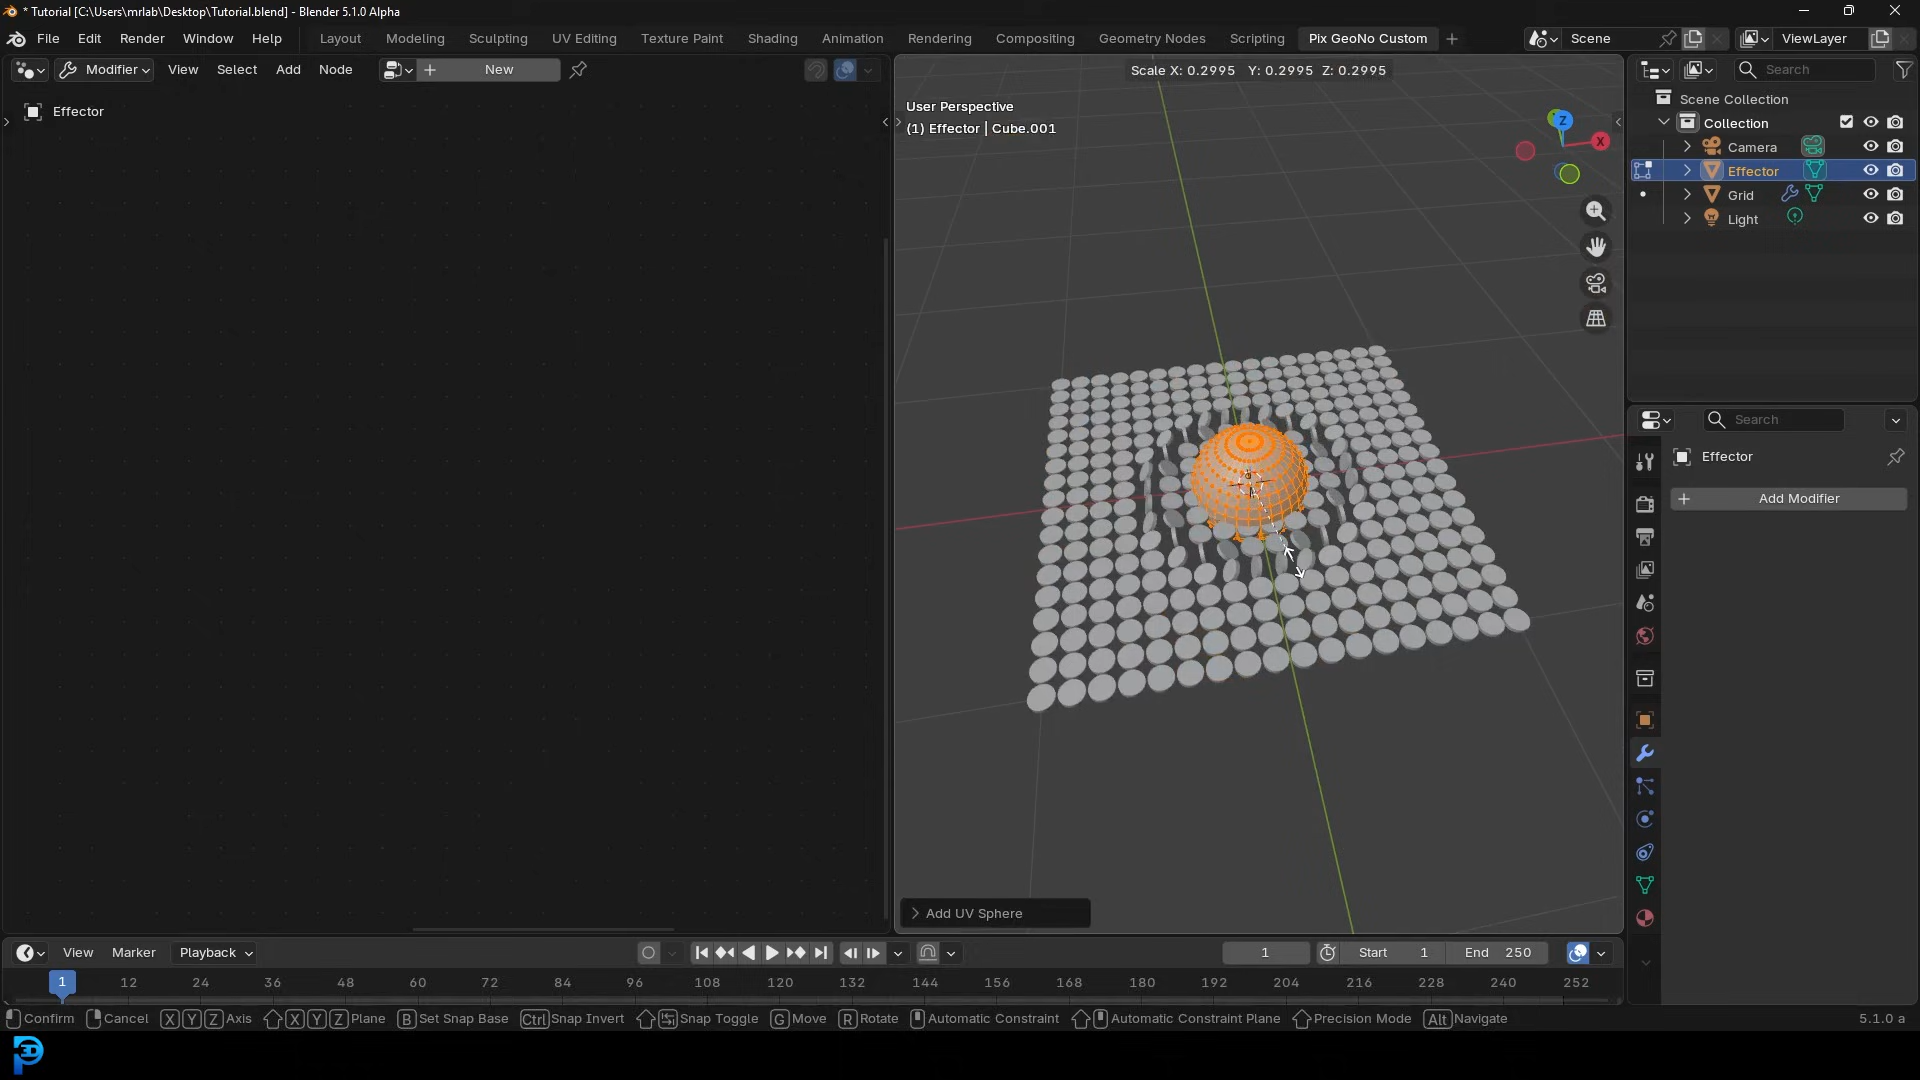 * Tutorial [C:\Users\mrlab\Desktop\Tutorial.blend] - Blender 5.1.0 Alpha
File Edit Render Window Help Layout Modeling Sculpting UV Editing Texture Paint Shading Animation Rendering Compositing Geometry Nodes Scripting Pix GeoNo Custom + Scene ViewLayer
Modifier View Select Add Node + New
Effector
Scale X: 0.2995 Y: 0.2995 Z: 0.2995
User Perspective
(1) Effector | Cube.001
Z
X
Add UV Sphere
Search
Scene Collection
Collection
Camera
Effector
Grid
Light
Search
Effector
+ Add Modifier
View Marker Playback 1 Start 1 End 250
1 12 24 36 48 60 72 84 96 108 120 132 144 156 168 180 192 204 216 228 240 252
Confirm Cancel X Y Z Axis X Y Z Plane B Set Snap Base Ctrl Snap Invert Snap Toggle G Move R Rotate Automatic Constraint Automatic Constraint Plane Precision Mode Alt Navigate 5.1.0 a
3D